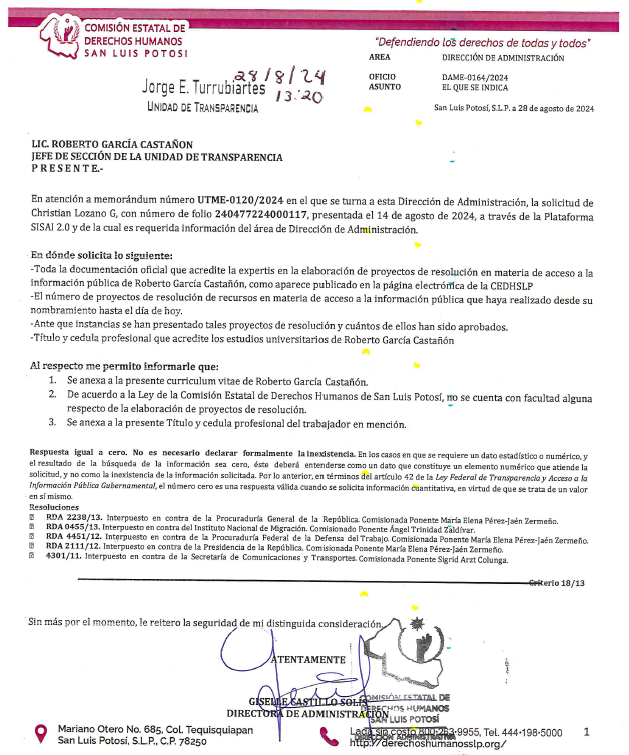 COMISIÓN ESTATAL DE
DERECHOS HUMANOS
SAN LUIS POTOSÍ
"Defendiendo los derechos de todas y todos"
AREA DIRECCIÓN DE ADMINISTRACIÓN
OFICIO DAME-0164/2024
ASUNTO EL QUE SE INDICA
28/8/24
Jorge E. Turrubiartes 13:20
UNIDAD DE TRANSPARENCIA
San Luis Potosí, S.L.P., a 28 de agosto de 2024
LIC. ROBERTO GARCÍA CASTAÑON
JEFE DE SECCIÓN DE LA UNIDAD DE TRANSPARENCIA
P R E S E N T E.-
En atención a memorándum número UTME-0120/2024 en el que se turna a esta Dirección de Administración, la solicitud de
Christian Lozano G, con número de folio 240477224000117, presentada el 14 de agosto de 2024, a través de la Plataforma
SISAI 2.0 y de la cual es requerida información del área de Dirección de Administración.
En dónde solicita lo siguiente:
-Toda la documentación oficial que acredite la expertis en la elaboración de proyectos de resolución en materia de acceso a la
información pública de Roberto García Castañón, como aparece publicado en la página electrónica de la CEDHSLP
-El número de proyectos de resolución de recursos en materia de acceso a la información pública que haya realizado desde su
nombramiento hasta el día de hoy.
-Ante que instancias se han presentado tales proyectos de resolución y cuántos de ellos han sido aprobados.
-Título y cedula profesional que acredite los estudios universitarios de Roberto García Castañón
Al respecto me permito informarle que:
1. Se anexa a la presente curriculum vitae de Roberto García Castañón.
2. De acuerdo a la Ley de la Comisión Estatal de Derechos Humanos de San Luis Potosí, no se cuenta con facultad alguna
respecto de la elaboración de proyectos de resolución.
3. Se anexa a la presente Título y cedula profesional del trabajador en mención.
Respuesta igual a cero. No es necesario declarar formalmente la inexistencia. En los casos en que se requiere un dato estadístico o numérico, y
el resultado de la búsqueda de la información sea cero, éste deberá entenderse como un dato que constituye un elemento numérico que atiende la
solicitud, y no como la inexistencia de la información solicitada. Por lo anterior, en términos del artículo 42 de la Ley Federal de Transparencia y Acceso a la
Información Pública Gubernamental, el número cero es una respuesta válida cuando se solicita información cuantitativa, en virtud de que se trata de un valor
en sí mismo.
Resoluciones
RDA 2238/13. Interpuesto en contra de la Procuraduría General de la República. Comisionada Ponente María Elena Pérez-Jaén Zermeño.
RDA 0455/13. Interpuesto en contra del Instituto Nacional de Migración. Comisionado Ponente Ángel Trinidad Zaldívar.
RDA 4451/12. Interpuesto en contra de la Procuraduría Federal de la Defensa del Trabajo. Comisionada Ponente María Elena Pérez-Jaén Zermeño.
RDA 2111/12. Interpuesto en contra de la Presidencia de la República. Comisionada Ponente María Elena Pérez-Jaén Zermeño.
4301/11. Interpuesto en contra de la Secretaría de Comunicaciones y Transportes. Comisionada Ponente Sigrid Arzt Colunga.
Criterio 18/13
Sin más por el momento, le reitero la seguridad de mi distinguida consideración.
ATENTAMENTE
GISELLE CASTILLO SOLIS
DIRECTORA DE ADMINISTRACIÓN
COMISIÓN ESTATAL DE
DERECHOS HUMANOS
SAN LUIS POTOSÍ
DIRECCIÓN ADMINISTRATIVA
Mariano Otero No. 685, Col. Tequisquiapan
San Luis Potosí, S.L.P., C.P. 78250
Lada sin costo 800-263-9955, Tel. 444-198-5000
http://derechoshumanosslp.org/
1